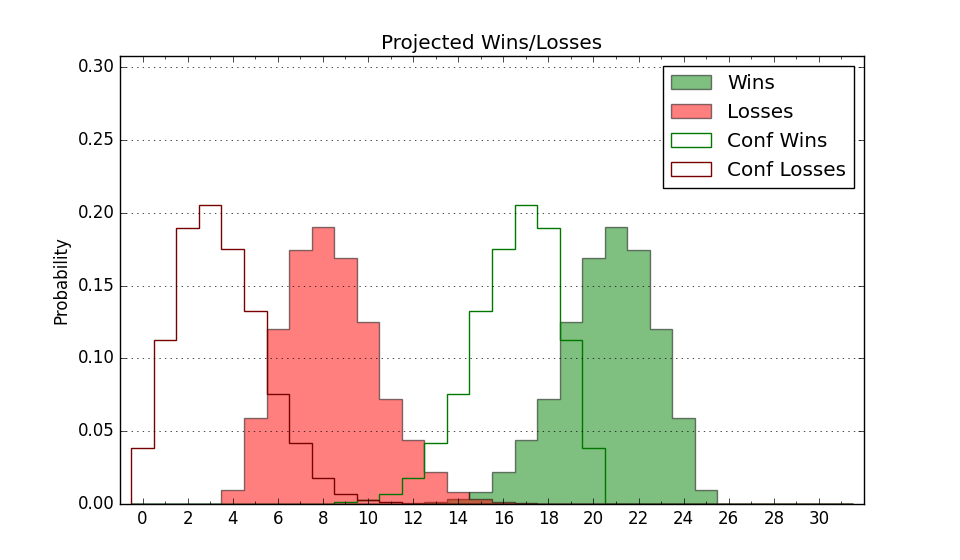 Projected Wins/Losses
Probability
0.30
0.25
0.20
0.15
0.10
0.05
0.00
0 2 4 6 8 10 12 14 16 18 20 22 24 26 28 30
Wins
Losses
Conf Wins
Conf Losses